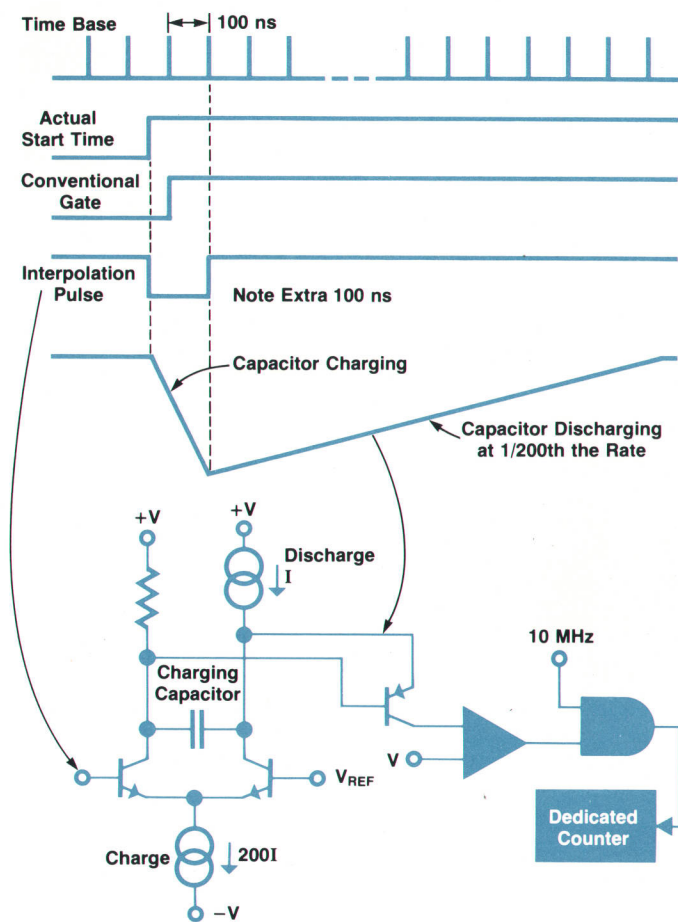 Time Base
100 ns
Actual
Start Time
Conventional
Gate
Interpolation
Pulse
Note Extra 100 ns
Capacitor Charging
Capacitor Discharging
at 1/200th the Rate
+V
+V
Discharge
I
10 MHz
Charging
Capacitor
V
VREF
Dedicated
Counter
Charge
200I
−V